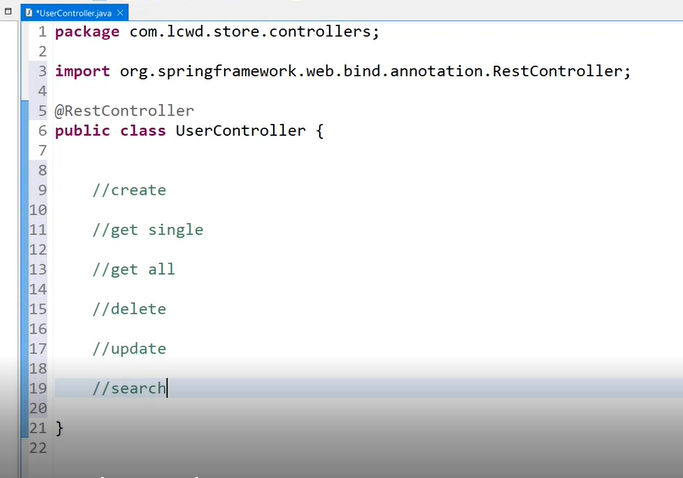 *UserController.java
1 package com.lcwd.store.controllers;
2
3 import org.springframework.web.bind.annotation.RestController;
4
5 @RestController
6 public class UserController {
7
8
9 //create
10
11 //get single
12
13 //get all
14
15 //delete
16
17 //update
18
19 //search
20
21 }
22